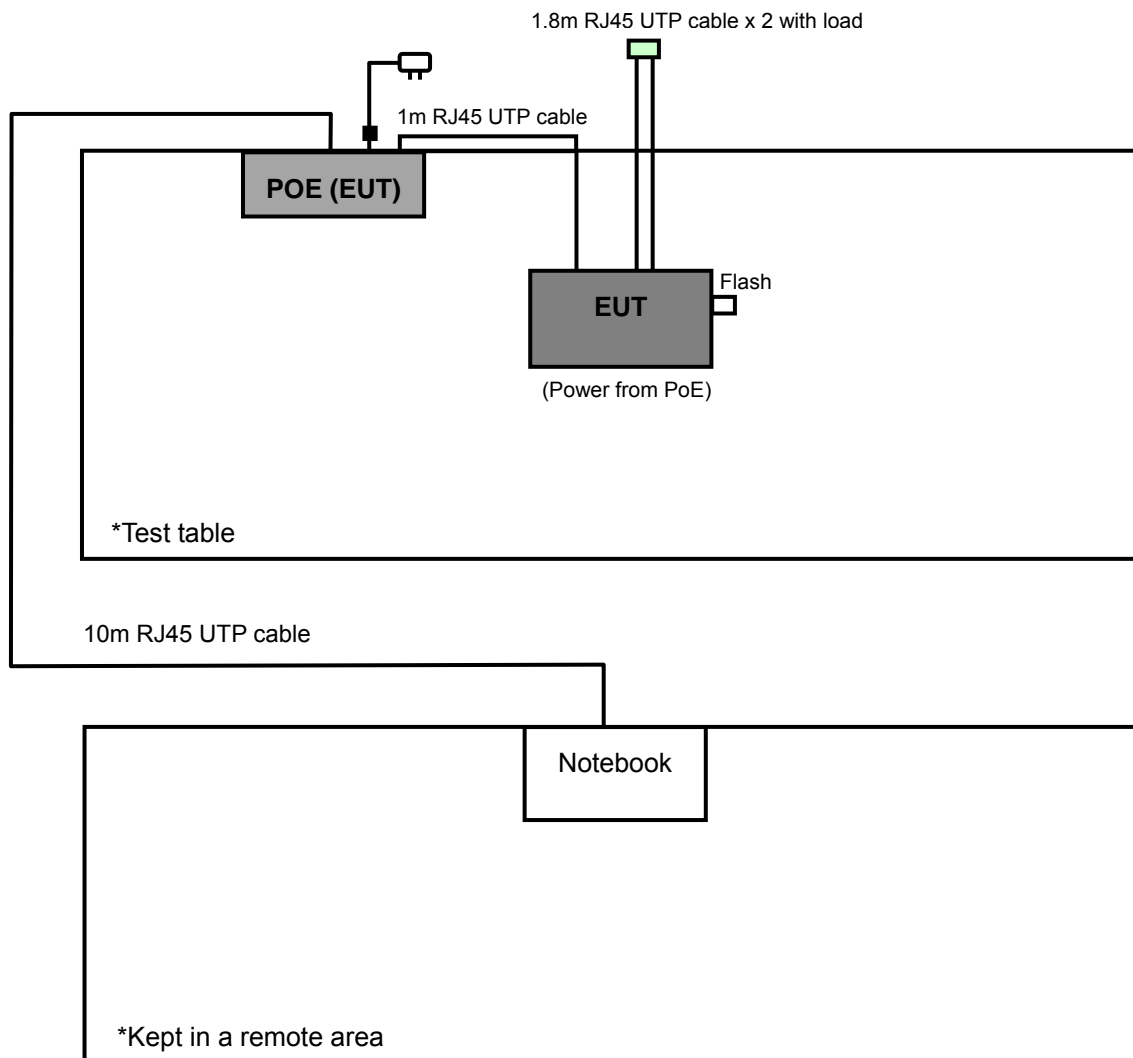 1.8m RJ45 UTP cable x 2 with load
1m RJ45 UTP cable
POE (EUT)
Flash
EUT
(Power from PoE)
*Test table
10m RJ45 UTP cable
Notebook
*Kept in a remote area